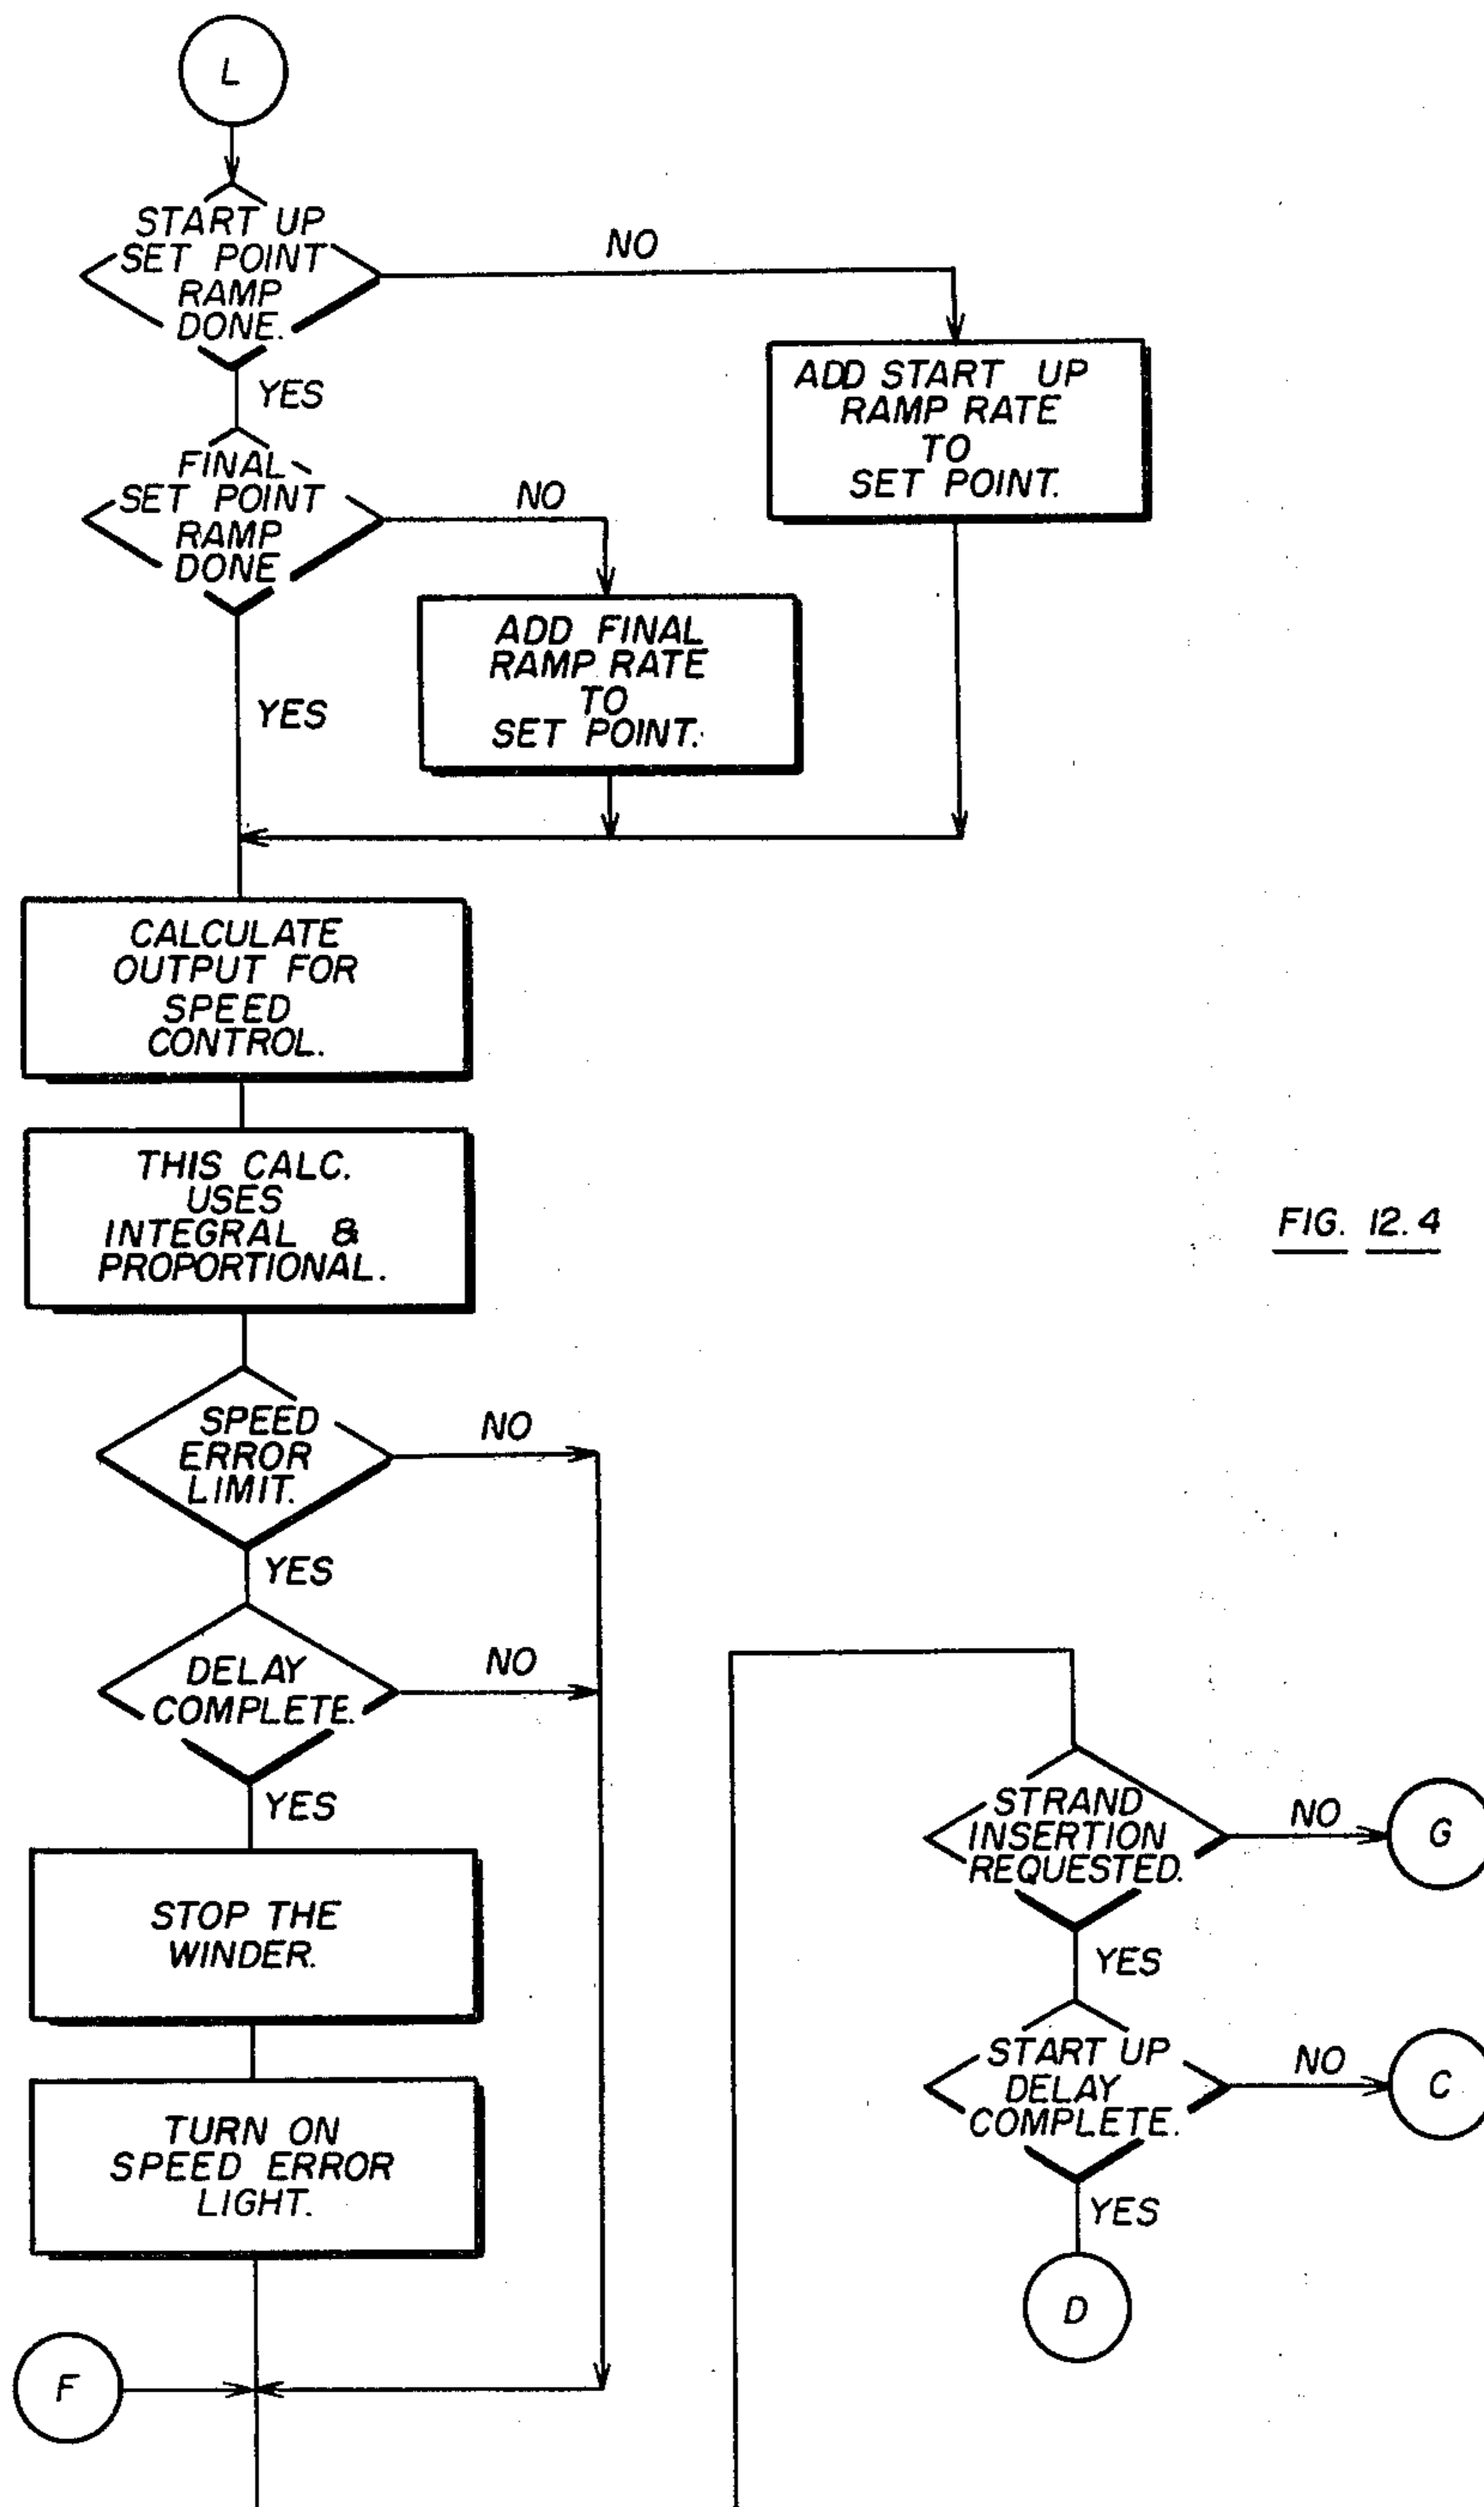 L
START UP
SET POINT
RAMP
DONE.
NO
YES
ADD START UP
RAMP RATE
TO
SET POINT.
FINAL
SET POINT
RAMP
DONE
NO
YES
ADD FINAL
RAMP RATE
TO
SET POINT.
CALCULATE
OUTPUT FOR
SPEED
CONTROL.
THIS CALC.
USES
INTEGRAL &
PROPORTIONAL.
FIG. 12.4
SPEED
ERROR
LIMIT.
NO
YES
DELAY
COMPLETE.
NO
YES
STOP THE
WINDER.
TURN ON
SPEED ERROR
LIGHT.
F
STRAND
INSERTION
REQUESTED.
NO
G
YES
START UP
DELAY
COMPLETE.
NO
C
YES
D